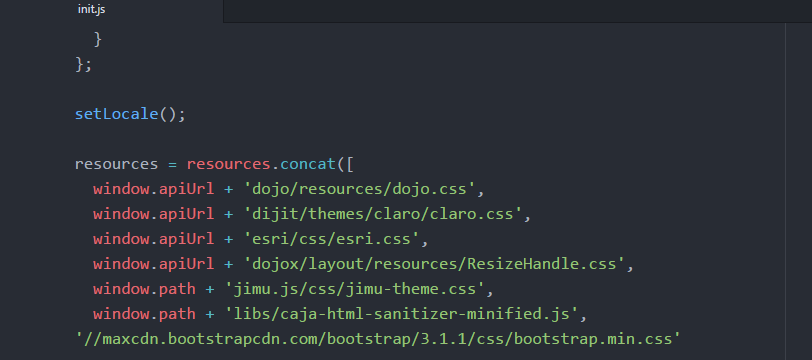 init.js
}
};
setLocale();
resources = resources.concat([
window.apiUrl + 'dojo/resources/dojo.css',
window.apiUrl + 'dijit/themes/claro/claro.css',
window.apiUrl + 'esri/css/esri.css',
window.apiUrl + 'dojox/layout/resources/ResizeHandle.css',
window.path + 'jimu.js/css/jimu-theme.css',
window.path + 'libs/caja-html-sanitizer-minified.js',
'//maxcdn.bootstrapcdn.com/bootstrap/3.1.1/css/bootstrap.min.css'